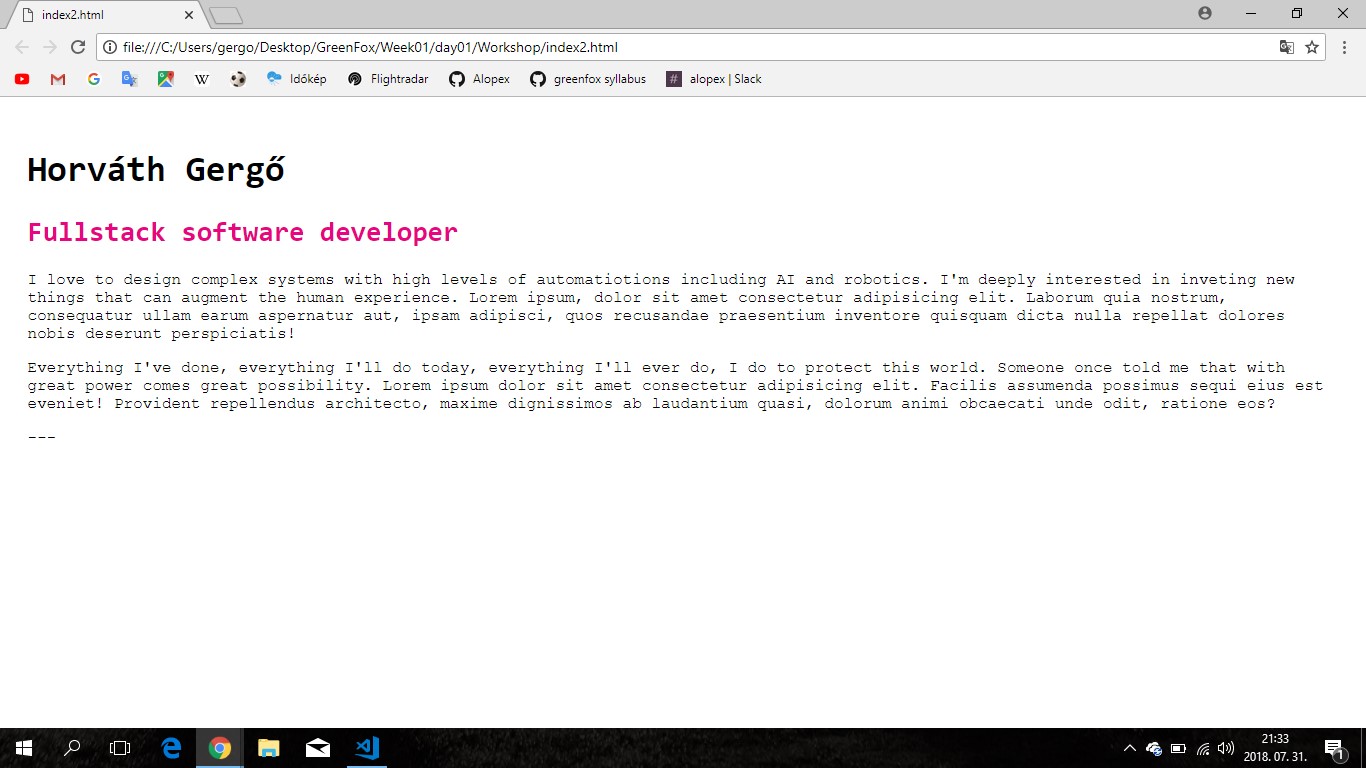 index2.html
file:///C:/Users/gergo/Desktop/GreenFox/Week01/day01/Workshop/index2.html
W Időkép Flightradar Alopex greenfox syllabus # alopex | Slack
Horváth Gergő
Fullstack software developer
I love to design complex systems with high levels of automatiotions including AI and robotics. I'm deeply interested in inveting new
things that can augment the human experience. Lorem ipsum, dolor sit amet consectetur adipisicing elit. Laborum quia nostrum,
consequatur ullam earum aspernatur aut, ipsam adipisci, quos recusandae praesentium inventore quisquam dicta nulla repellat dolores
nobis deserunt perspiciatis!
Everything I've done, everything I'll do today, everything I'll ever do, I do to protect this world. Someone once told me that with
great power comes great possibility. Lorem ipsum dolor sit amet consectetur adipisicing elit. Facilis assumenda possimus sequi eius est
eveniet! Provident repellendus architecto, maxime dignissimos ab laudantium quasi, dolorum animi obcaecati unde odit, ratione eos?
---
21:33
2018. 07. 31.
1